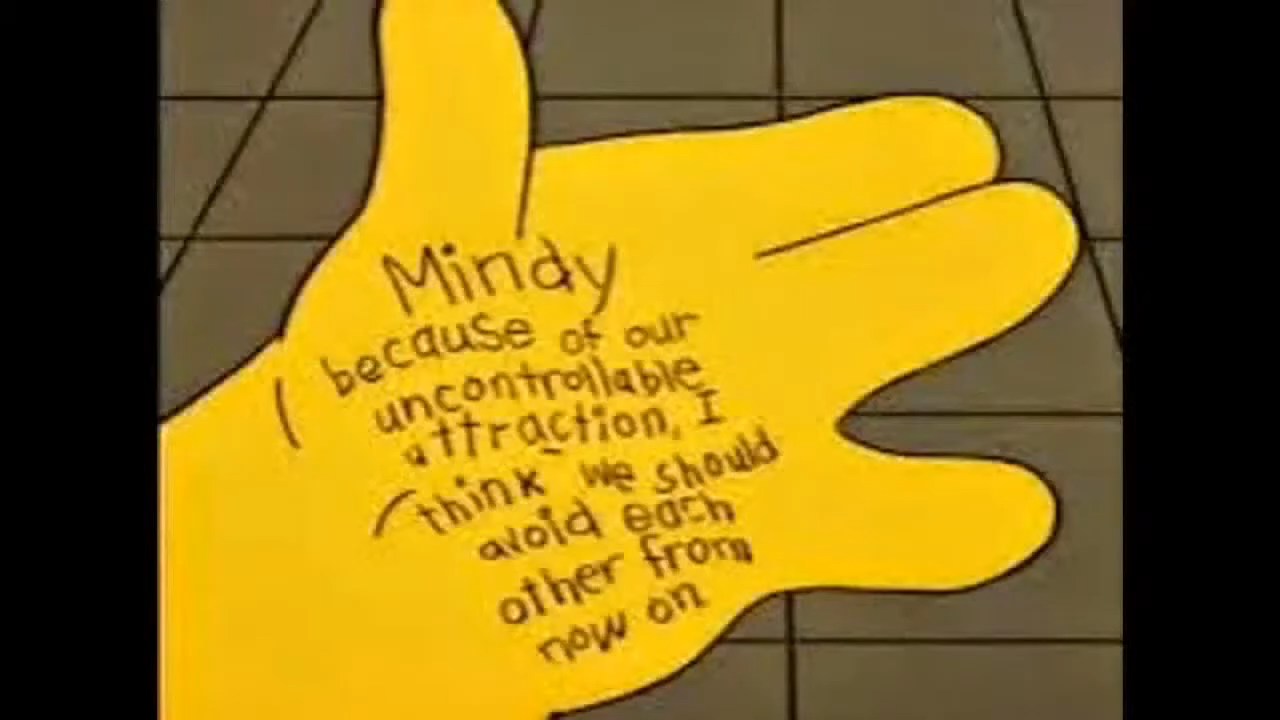 Mindy
because of our
uncontrollable
attraction, I
think we should
avoid each
other from
now on